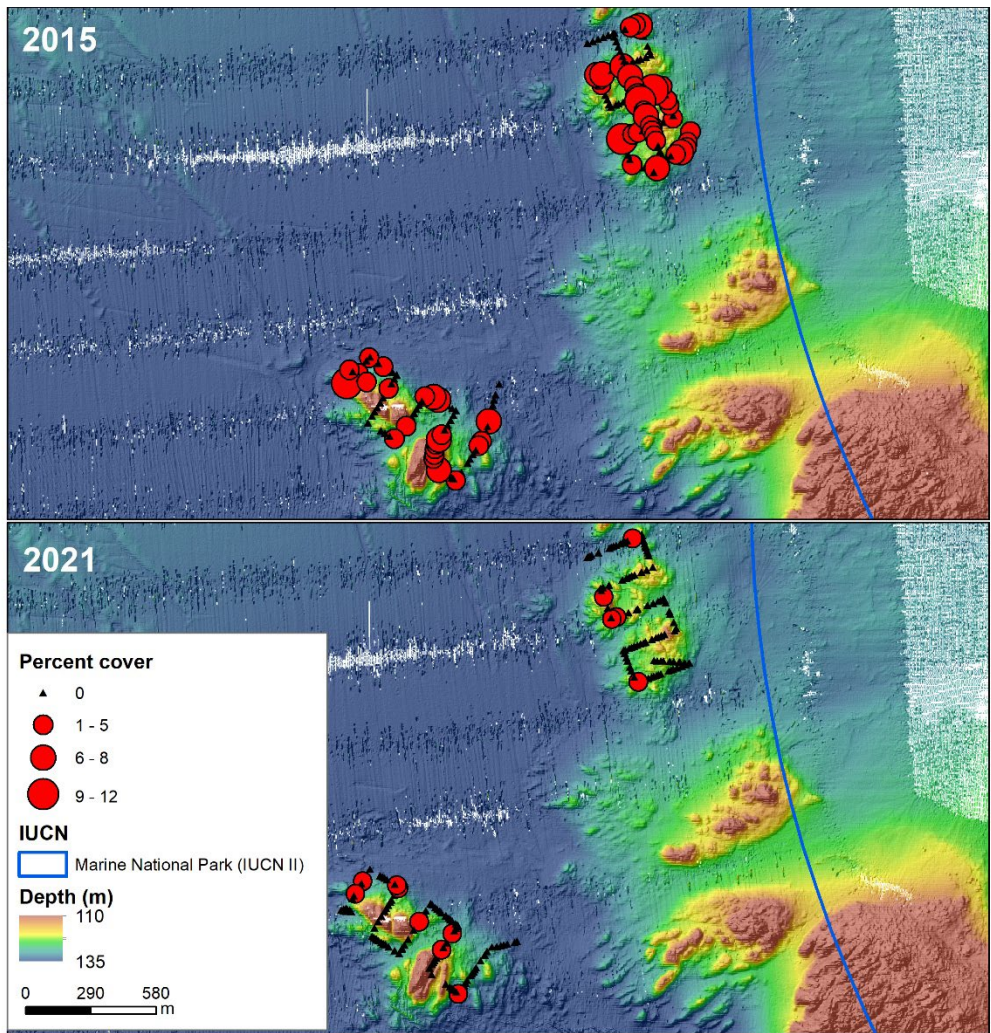 2015
2021
Percent cover
0
1 - 5
6 - 8
9 - 12
IUCN
Marine National Park (IUCN II)
Depth (m)
110
135
0 290 580
m